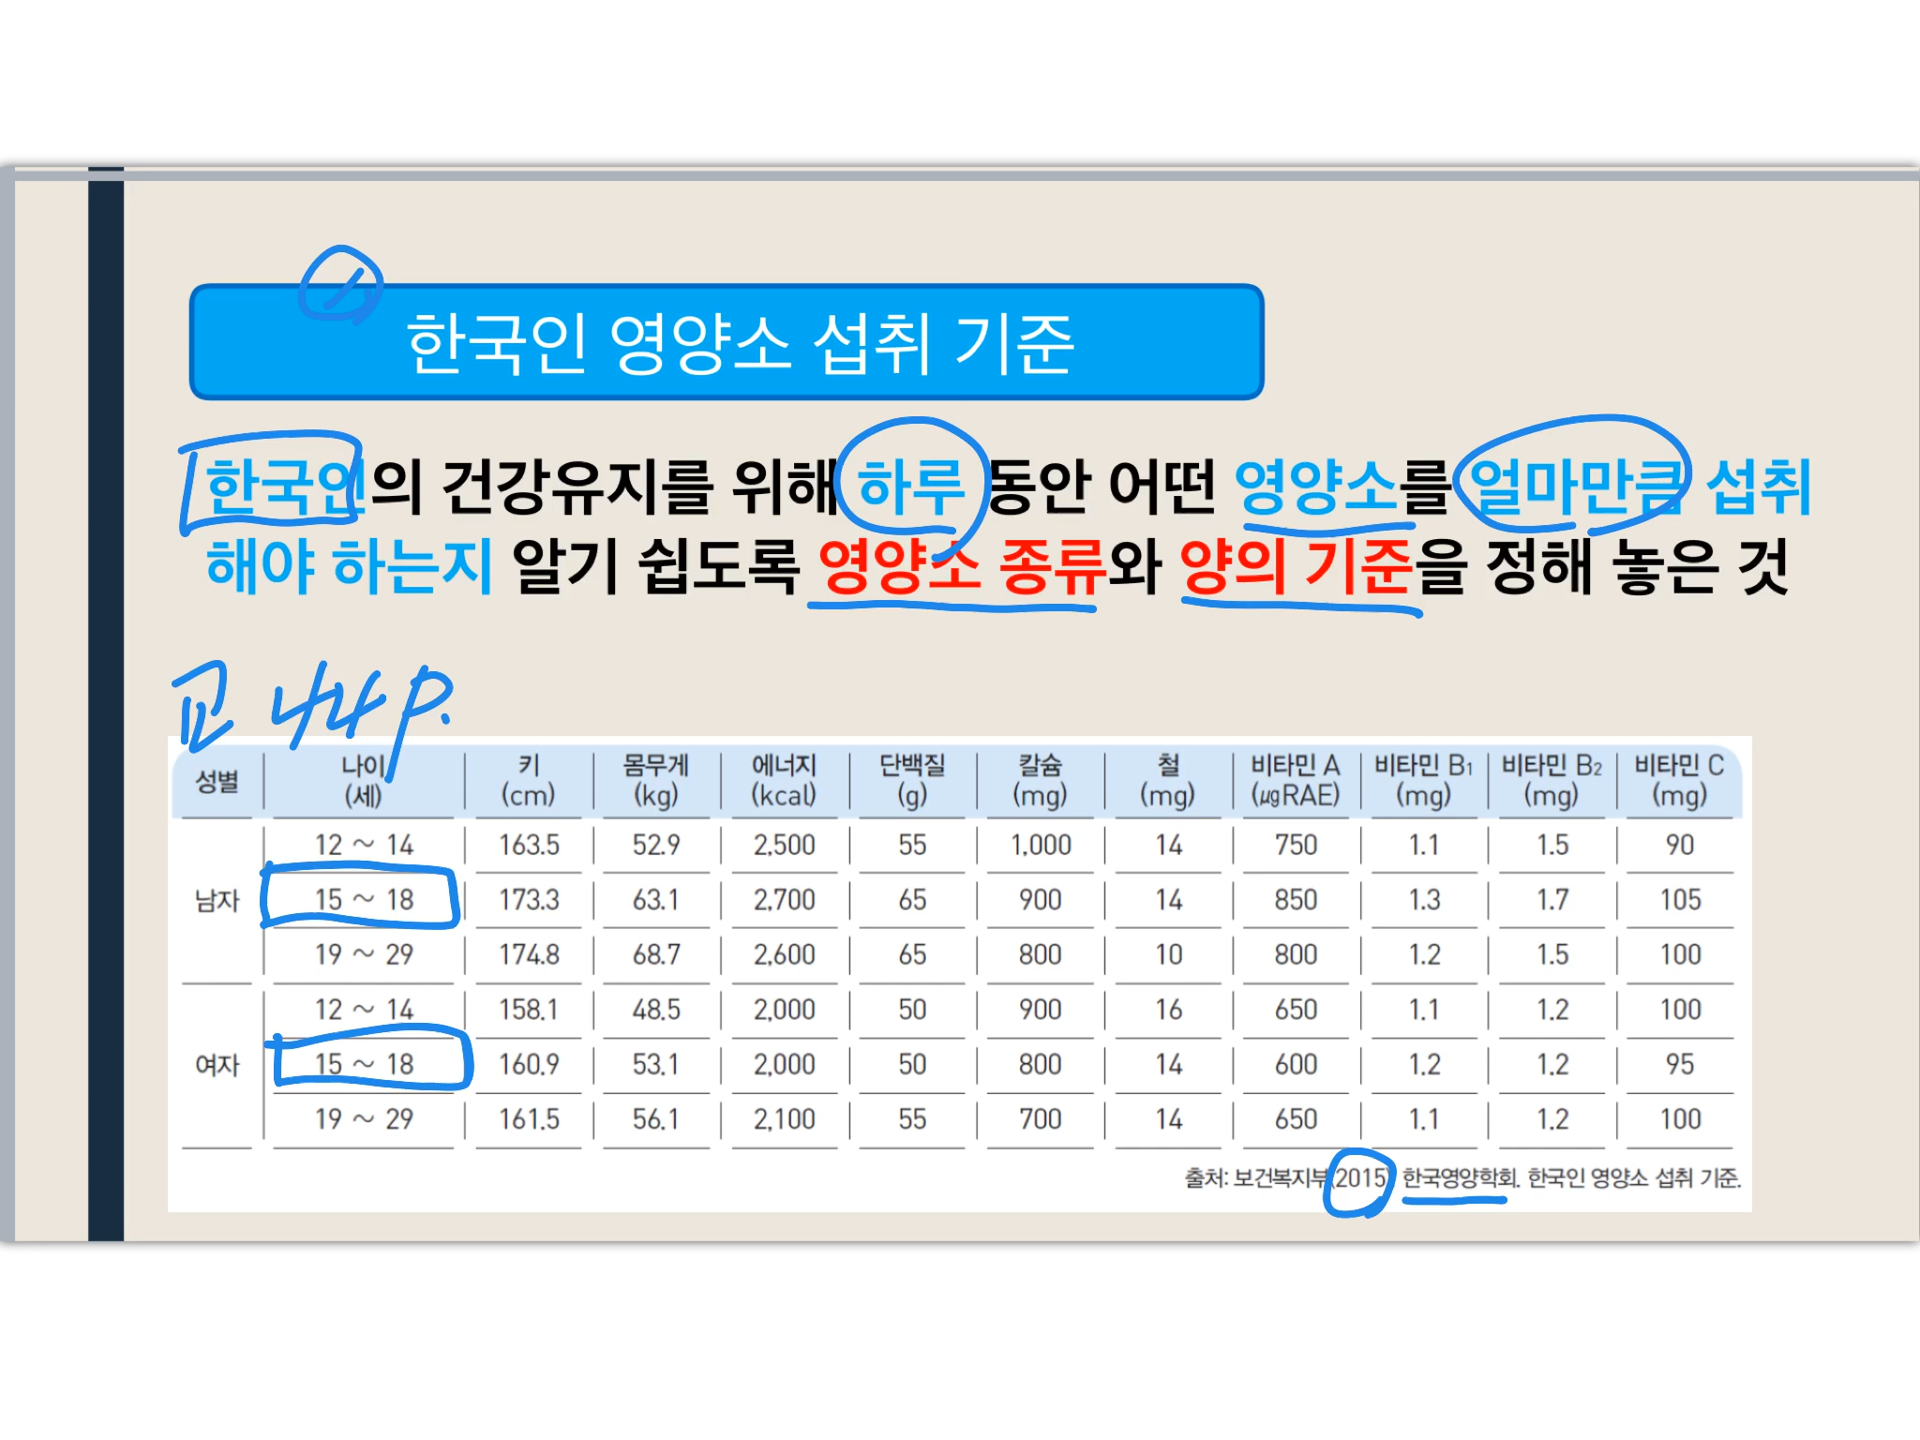 1
한국인 영양소 섭취 기준
한국인의 건강유지를 위해 하루 동안 어떤 영양소를 얼마만큼 섭취
해야 하는지 알기 쉽도록 영양소 종류와 양의 기준을 정해 놓은 것
교 44p.
성별 나이 (세) 키 (cm) 몸무게 (kg) 에너지 (kcal) 단백질 (g) 칼슘 (mg) 철 (mg) 비타민 A (㎍RAE) 비타민 B₁ (mg) 비타민 B₂ (mg) 비타민 C (mg)
남자 12 ~ 14 163.5 52.9 2,500 55 1,000 14 750 1.1 1.5 90
15 ~ 18 173.3 63.1 2,700 65 900 14 850 1.3 1.7 105
19 ~ 29 174.8 68.7 2,600 65 800 10 800 1.2 1.5 100
여자 12 ~ 14 158.1 48.5 2,000 50 900 16 650 1.1 1.2 100
15 ~ 18 160.9 53.1 2,000 50 800 14 600 1.2 1.2 95
19 ~ 29 161.5 56.1 2,100 55 700 14 650 1.1 1.2 100
출처: 보건복지부(2015). 한국영양학회. 한국인 영양소 섭취 기준.